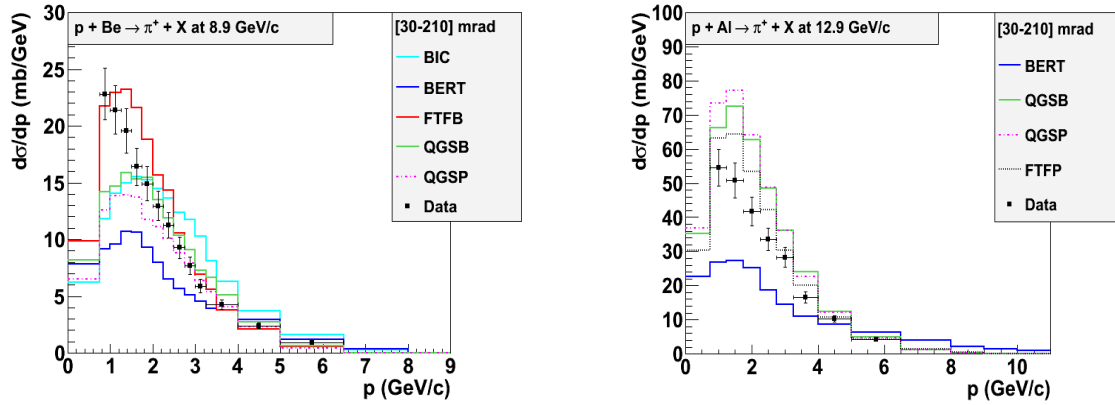 p + Be → π⁺ + X at 8.9 GeV/c
[30-210] mrad
BIC
BERT
FTFB
QGSB
QGSP
Data
dσ/dp (mb/GeV)
30
25
20
15
10
5
0
0 1 2 3 4 5 6 7 8 9
p (GeV/c)
p + Al → π⁺ + X at 12.9 GeV/c
[30-210] mrad
BERT
QGSB
QGSP
FTFP
Data
dσ/dp (mb/GeV)
100
90
80
70
60
50
40
30
20
10
0
0 2 4 6 8 10
p (GeV/c)